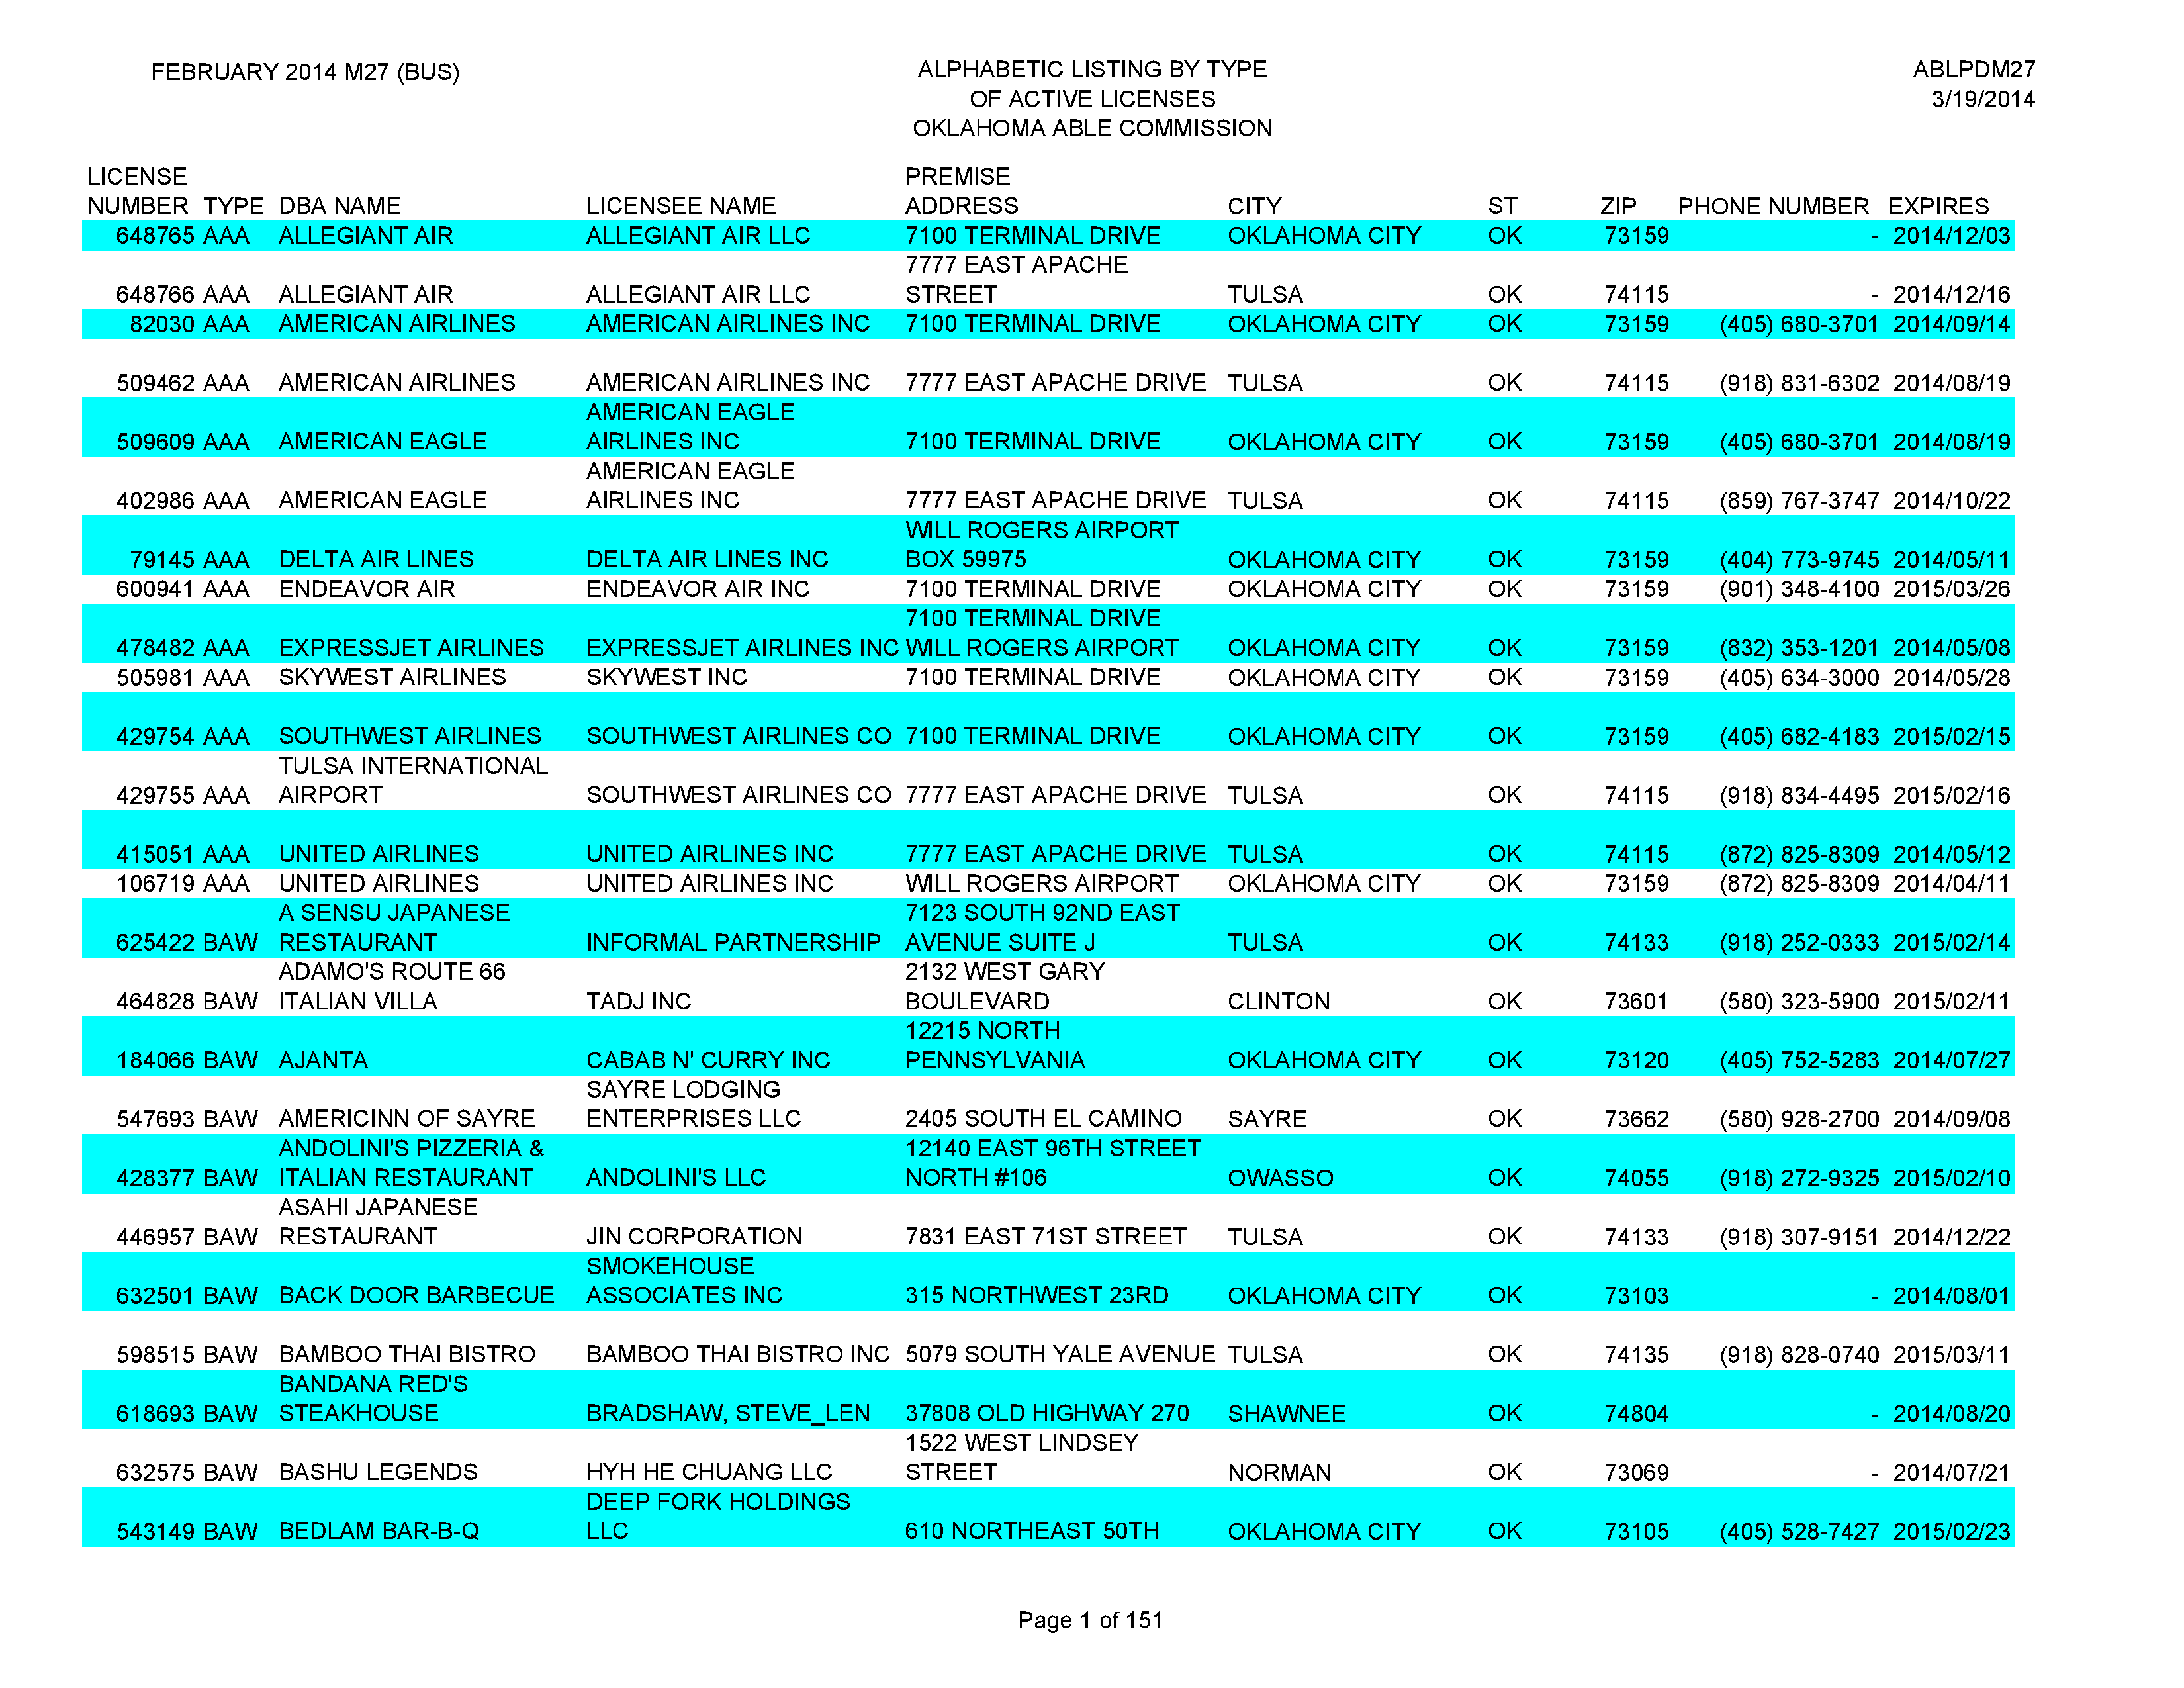 FEBRUARY 2014 M27 (BUS) ALPHABETIC LISTING BY TYPE ABLPDM27
OF ACTIVE LICENSES 3/19/2014
OKLAHOMA ABLE COMMISSION
LICENSE PREMISE
NUMBER TYPE DBA NAME LICENSEE NAME ADDRESS CITY ST ZIP PHONE NUMBER EXPIRES
648765 AAA ALLEGIANT AIR ALLEGIANT AIR LLC 7100 TERMINAL DRIVE OKLAHOMA CITY OK 73159 - 2014/12/03
7777 EAST APACHE
648766 AAA ALLEGIANT AIR ALLEGIANT AIR LLC STREET TULSA OK 74115 - 2014/12/16
82030 AAA AMERICAN AIRLINES AMERICAN AIRLINES INC 7100 TERMINAL DRIVE OKLAHOMA CITY OK 73159 (405) 680-3701 2014/09/14
509462 AAA AMERICAN AIRLINES AMERICAN AIRLINES INC 7777 EAST APACHE DRIVE TULSA OK 74115 (918) 831-6302 2014/08/19
AMERICAN EAGLE
509609 AAA AMERICAN EAGLE AIRLINES INC 7100 TERMINAL DRIVE OKLAHOMA CITY OK 73159 (405) 680-3701 2014/08/19
AMERICAN EAGLE
402986 AAA AMERICAN EAGLE AIRLINES INC 7777 EAST APACHE DRIVE TULSA OK 74115 (859) 767-3747 2014/10/22
WILL ROGERS AIRPORT
79145 AAA DELTA AIR LINES DELTA AIR LINES INC BOX 59975 OKLAHOMA CITY OK 73159 (404) 773-9745 2014/05/11
600941 AAA ENDEAVOR AIR ENDEAVOR AIR INC 7100 TERMINAL DRIVE OKLAHOMA CITY OK 73159 (901) 348-4100 2015/03/26
7100 TERMINAL DRIVE
478482 AAA EXPRESSJET AIRLINES EXPRESSJET AIRLINES INC WILL ROGERS AIRPORT OKLAHOMA CITY OK 73159 (832) 353-1201 2014/05/08
505981 AAA SKYWEST AIRLINES SKYWEST INC 7100 TERMINAL DRIVE OKLAHOMA CITY OK 73159 (405) 634-3000 2014/05/28
429754 AAA SOUTHWEST AIRLINES SOUTHWEST AIRLINES CO 7100 TERMINAL DRIVE OKLAHOMA CITY OK 73159 (405) 682-4183 2015/02/15
TULSA INTERNATIONAL
429755 AAA AIRPORT SOUTHWEST AIRLINES CO 7777 EAST APACHE DRIVE TULSA OK 74115 (918) 834-4495 2015/02/16
415051 AAA UNITED AIRLINES UNITED AIRLINES INC 7777 EAST APACHE DRIVE TULSA OK 74115 (872) 825-8309 2014/05/12
106719 AAA UNITED AIRLINES UNITED AIRLINES INC WILL ROGERS AIRPORT OKLAHOMA CITY OK 73159 (872) 825-8309 2014/04/11
A SENSU JAPANESE 7123 SOUTH 92ND EAST
625422 BAW RESTAURANT INFORMAL PARTNERSHIP AVENUE SUITE J TULSA OK 74133 (918) 252-0333 2015/02/14
ADAMO'S ROUTE 66 2132 WEST GARY
464828 BAW ITALIAN VILLA TADJ INC BOULEVARD CLINTON OK 73601 (580) 323-5900 2015/02/11
12215 NORTH
184066 BAW AJANTA CABAB N' CURRY INC PENNSYLVANIA OKLAHOMA CITY OK 73120 (405) 752-5283 2014/07/27
SAYRE LODGING
547693 BAW AMERICINN OF SAYRE ENTERPRISES LLC 2405 SOUTH EL CAMINO SAYRE OK 73662 (580) 928-2700 2014/09/08
ANDOLINI'S PIZZERIA & 12140 EAST 96TH STREET
428377 BAW ITALIAN RESTAURANT ANDOLINI'S LLC NORTH #106 OWASSO OK 74055 (918) 272-9325 2015/02/10
ASAHI JAPANESE
446957 BAW RESTAURANT JIN CORPORATION 7831 EAST 71ST STREET TULSA OK 74133 (918) 307-9151 2014/12/22
SMOKEHOUSE
632501 BAW BACK DOOR BARBECUE ASSOCIATES INC 315 NORTHWEST 23RD OKLAHOMA CITY OK 73103 - 2014/08/01
598515 BAW BAMBOO THAI BISTRO BAMBOO THAI BISTRO INC 5079 SOUTH YALE AVENUE TULSA OK 74135 (918) 828-0740 2015/03/11
BANDANA RED'S
618693 BAW STEAKHOUSE BRADSHAW, STEVE_LEN 37808 OLD HIGHWAY 270 SHAWNEE OK 74804 - 2014/08/20
1522 WEST LINDSEY
632575 BAW BASHU LEGENDS HYH HE CHUANG LLC STREET NORMAN OK 73069 - 2014/07/21
DEEP FORK HOLDINGS
543149 BAW BEDLAM BAR-B-Q LLC 610 NORTHEAST 50TH OKLAHOMA CITY OK 73105 (405) 528-7427 2015/02/23
Page 1 of 151